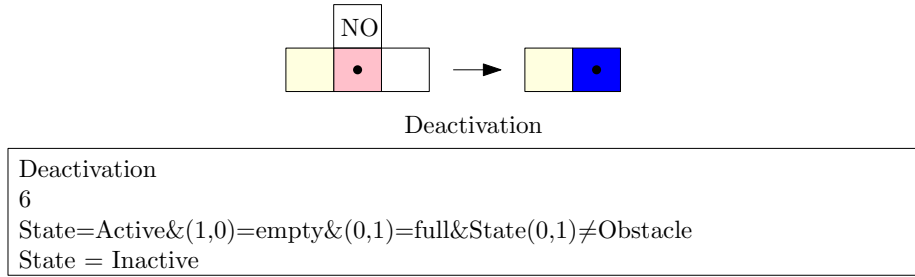 NO
Deactivation
Deactivation
6
State=Active&(1,0)=empty&(0,1)=full&State(0,1)≠Obstacle
State = Inactive